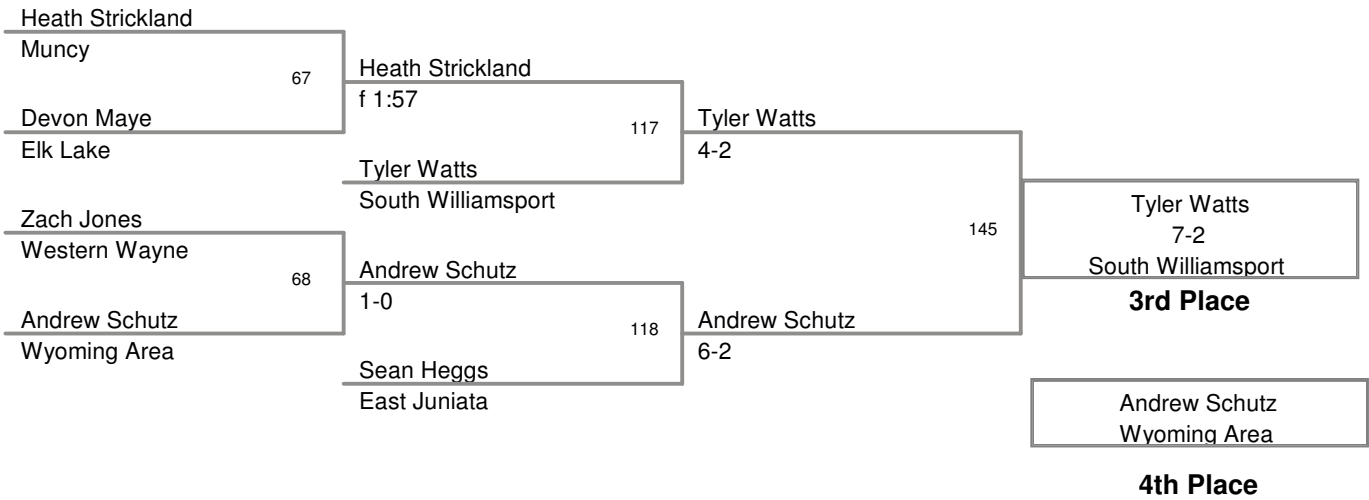 Heath Strickland
Muncy
67
Heath Strickland
f 1:57
Devon Maye
Elk Lake
117
Tyler Watts
4-2
Tyler Watts
South Williamsport
Zach Jones
Western Wayne
68
Andrew Schutz
1-0
Andrew Schutz
Wyoming Area
118
Andrew Schutz
6-2
Sean Heggs
East Juniata
145
Tyler Watts
7-2
South Williamsport
3rd Place
Andrew Schutz
Wyoming Area
4th Place